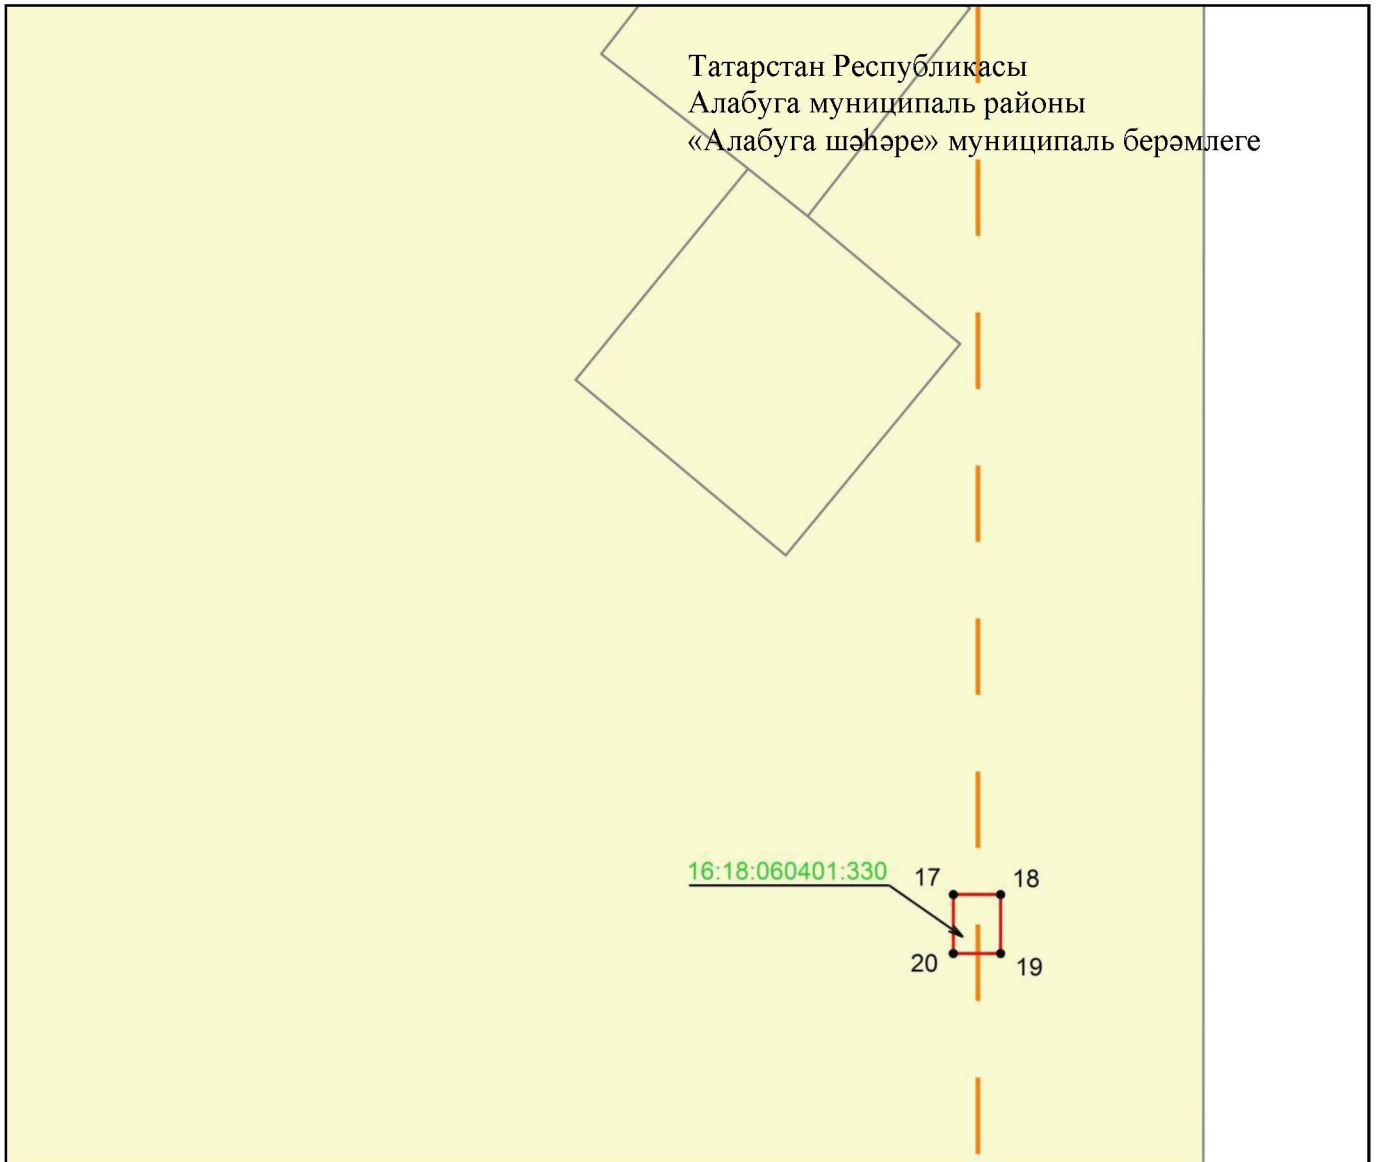 Татарстан Республикасы
Алабуга муниципаль районы
«Алабуга шәһәре» муниципаль берәмлеге
16:18:060401:330
17
18
20
19